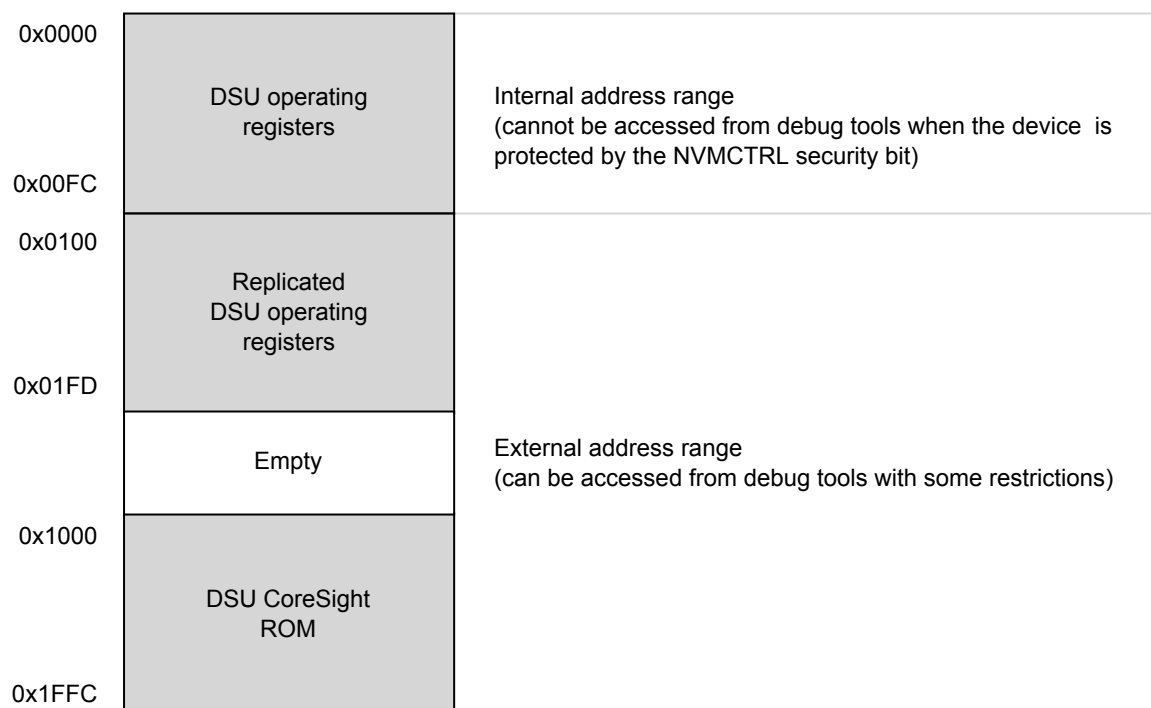 0x0000
DSU operating
registers
Internal address range
(cannot be accessed from debug tools when the device is
protected by the NVMCTRL security bit)
0x00FC
0x0100
Replicated
DSU operating
registers
0x01FD
Empty
External address range
(can be accessed from debug tools with some restrictions)
0x1000
DSU CoreSight
ROM
0x1FFC